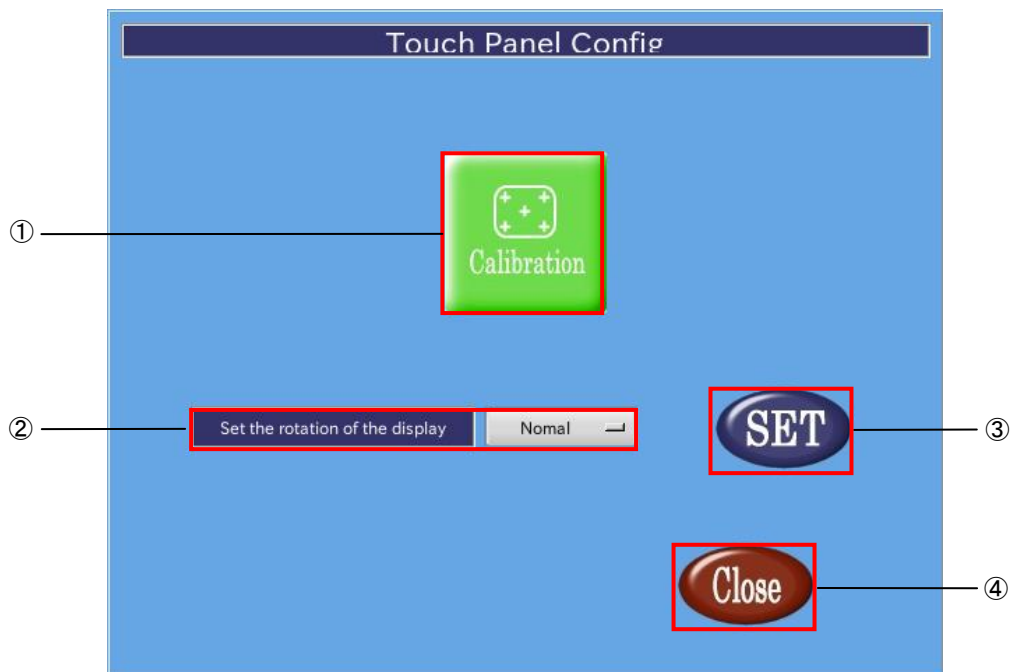 Touch Panel Config
①
Calibration
② Set the rotation of the display Nomal SET ③
Close ④